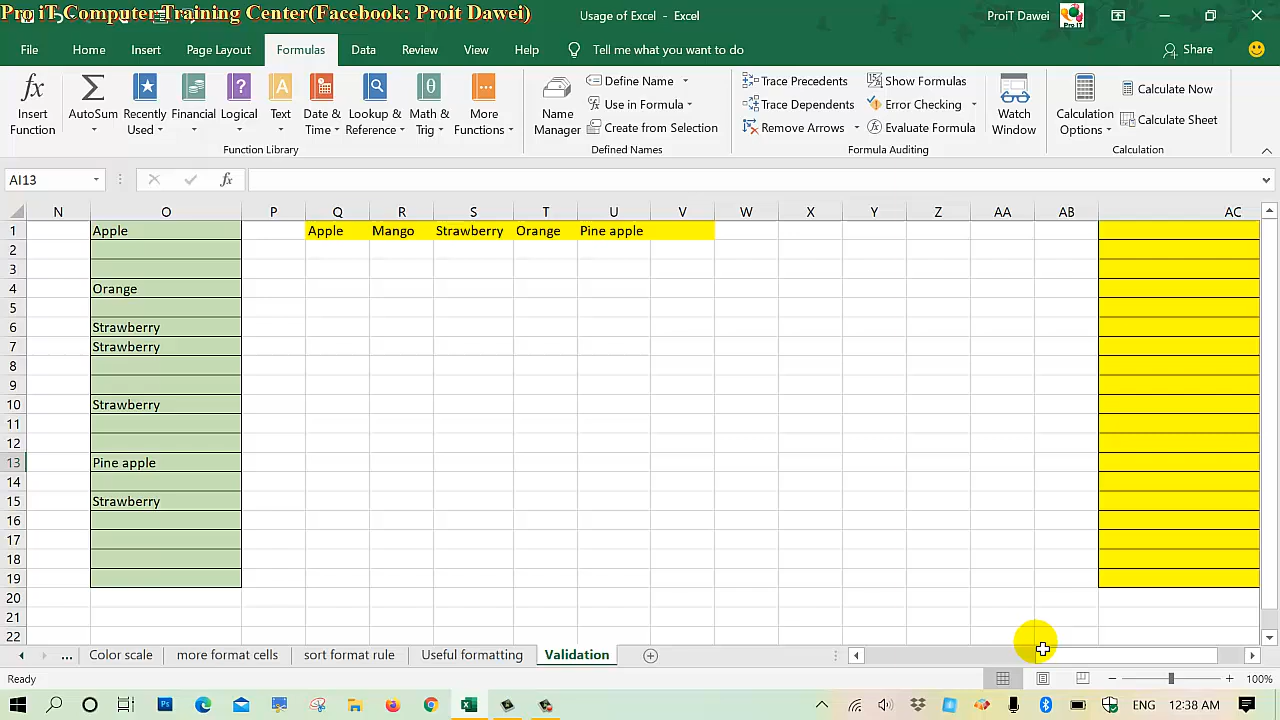 Pro iT Computer Training Center(Facebook: Proit Dawei)
Usage of Excel - Excel
ProiT Dawei
File Home Insert Page Layout Formulas Data Review View Help Tell me what you want to do Share
Insert Function
AutoSum
Recently Used
Financial
Logical
Text
Date & Time
Lookup & Reference
Math & Trig
More Functions
Function Library
Name Manager
Define Name
Use in Formula
Create from Selection
Defined Names
Trace Precedents
Trace Dependents
Remove Arrows
Show Formulas
Error Checking
Evaluate Formula
Formula Auditing
Watch Window
Calculation Options
Calculate Now
Calculate Sheet
Calculation
AI13 fx
N O P Q R S T U V W X Y Z AA AB AC
1 Apple Apple Mango Strawberry Orange Pine apple
2
3
4 Orange
5
6 Strawberry
7 Strawberry
8
9
10 Strawberry
11
12
13 Pine apple
14
15 Strawberry
16
17
18
19
20
21
22
... Color scale more format cells sort format rule Useful formatting Validation
Ready 100%
ENG 12:38 AM